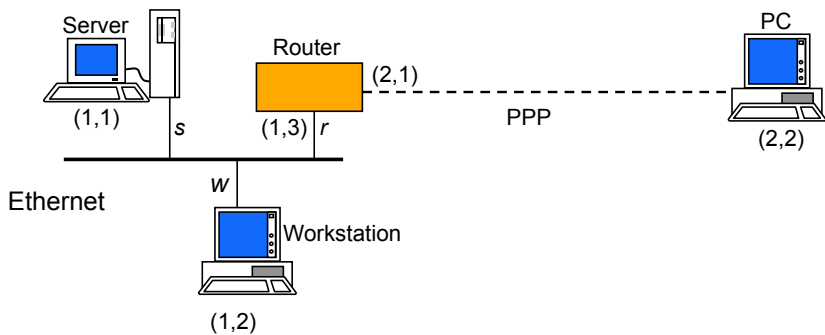 Server
Router
PC
(2,1)
(1,1)
s
(1,3)
r
PPP
(2,2)
w
Ethernet
Workstation
(1,2)